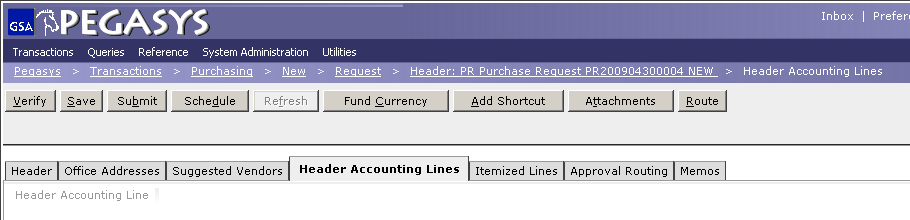 GSA PEGASYS
Inbox | Prefer
Transactions Queries Reference System Administration Utilities
Pegasys > Transactions > Purchasing > New > Request > Header: PR Purchase Request PR200904300004 NEW > Header Accounting Lines
Verify Save Submit Schedule Refresh Fund Currency Add Shortcut Attachments Route
Header Office Addresses Suggested Vendors Header Accounting Lines Itemized Lines Approval Routing Memos
Header Accounting Line